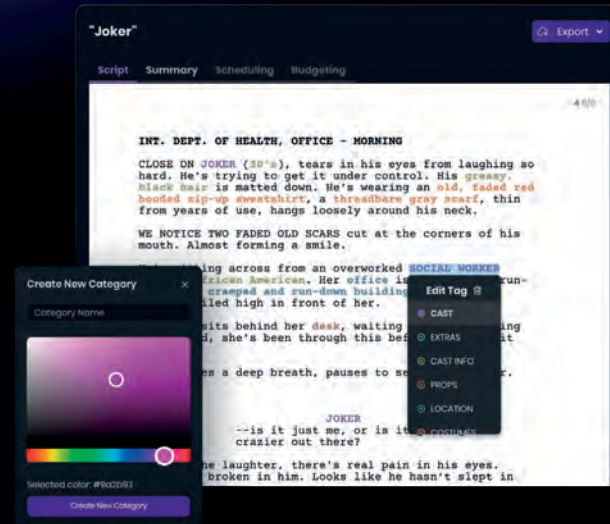 "Joker"
Export
Script Summary Scheduling Budgeting
INT. DEPT. OF HEALTH, OFFICE - MORNING
CLOSE ON JOKER (30's), tears in his eyes from laughing so
hard. He's trying to get it under control. His greasy,
black hair is matted down. He's wearing an old, faded red
hooded zip-up sweatshirt, a threadbare gray scarf, thin
from years of use, hangs loosely around his neck.
WE NOTICE TWO FADED OLD SCARS cut at the corners of his
mouth. Almost forming a smile.
ing across from an overworked SOCIAL WORKER
African American. Her office is run-
cramped and run-down building
led high in front of her.
sits behind her desk, waiting ing
d, she's been through this bef it
es a deep breath, pauses to se r.
JOKER
--is it just me, or is it
crazier out there?
he laughter, there's real pain in his eyes.
broken in him. Looks like he hasn't slept in
Create New Category
Category Name
Selected color: #9a2b93
Create New Category
Edit Tag
CAST
EXTRAS
CAST INFO
PROPS
LOCATION
COSTUMES